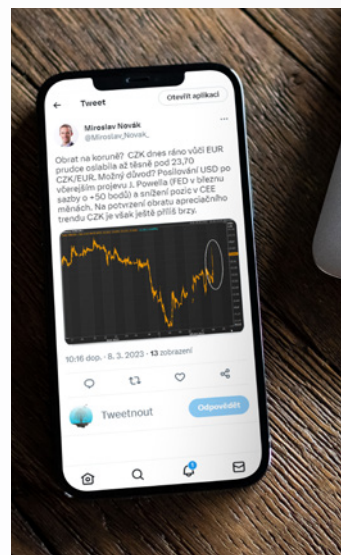 Tweet
Otevřít aplikaci
Miroslav Novák
@Miroslav_Novak_
Obrat na koruně? CZK dnes ráno vůči EUR
prudce oslabila až těsně pod 23,70
CZK/EUR. Možný důvod? Posilování USD po
včerejším projevu J. Powella (FED v březnu
sazby o +50 bodů) a snížení pozic v CEE
měnách. Na potvrzení obratu apreciačního
trendu CZK je však ještě příliš brzy.
10:16 dop. · 8. 3. 2023 · 13 zobrazení
Tweetnout
Odpovědět